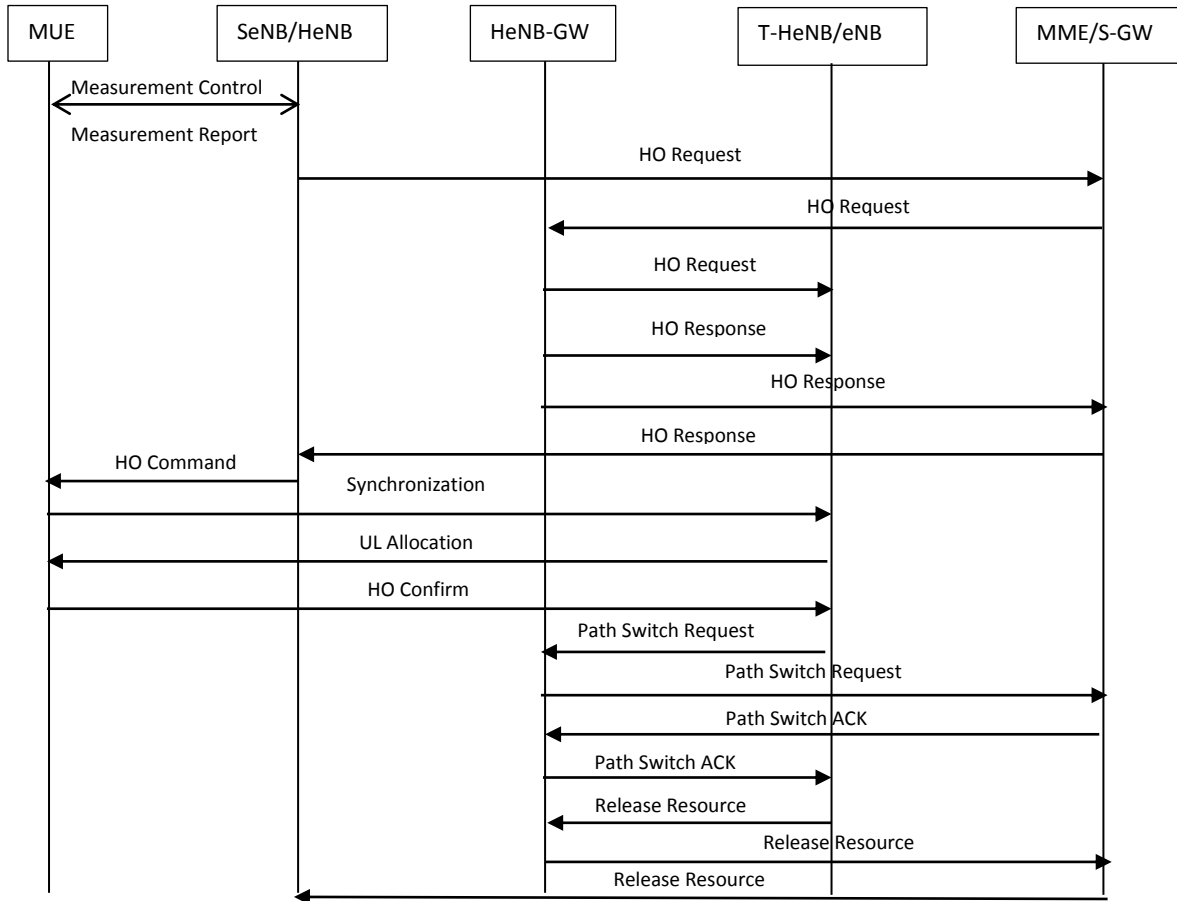 MUE
SeNB/HeNB
HeNB-GW
T-HeNB/eNB
MME/S-GW
Measurement Control
Measurement Report
HO Request
HO Request
HO Request
HO Response
HO Response
HO Response
HO Command
Synchronization
UL Allocation
HO Confirm
Path Switch Request
Path Switch Request
Path Switch ACK
Path Switch ACK
Release Resource
Release Resource
Release Resource